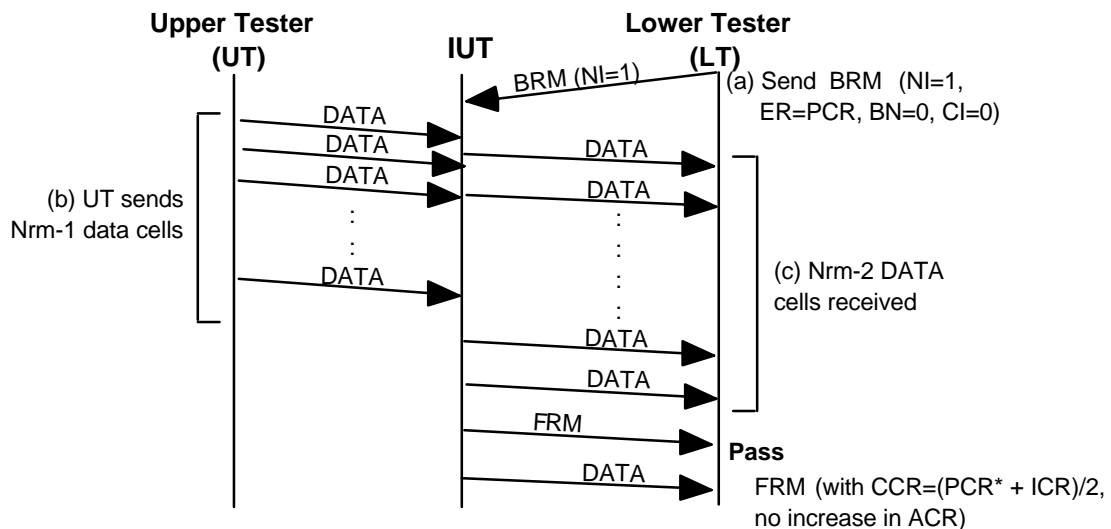 Upper Tester
(UT)
IUT
Lower Tester
(LT)
BRM (NI=1)
(a) Send BRM (NI=1,
ER=PCR, BN=0, CI=0)
DATA
DATA
DATA
DATA
DATA
(b) UT sends
Nrm-1 data cells
DATA
(c) Nrm-2 DATA
cells received
DATA
DATA
FRM
Pass
DATA
FRM (with CCR=(PCR* + ICR)/2,
no increase in ACR)